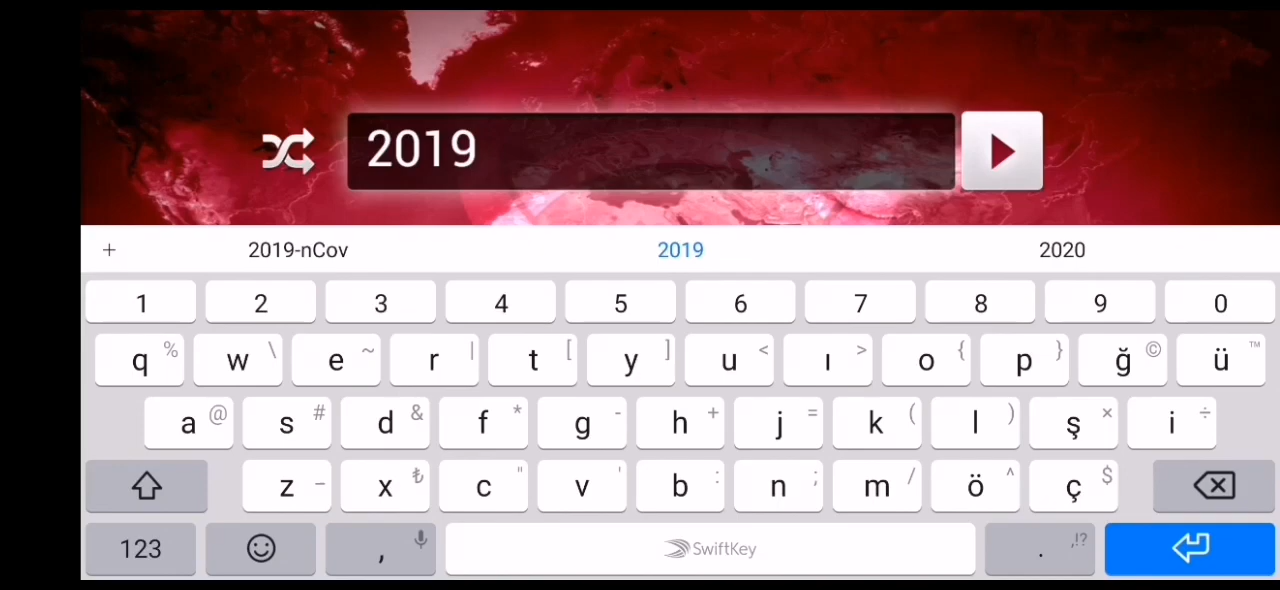 2019
+ 2019-nCov 2019 2020
1 2 3 4 5 6 7 8 9 0
q % w \ e ~ r | t [ y ] u < ı > o { p } ğ © ü ™
a @ s # d & f * g - h + j = k ( l ) ş × i ÷
z _ x ₺ c " v ' b : n ; m / ö ^ ç $
123 , SwiftKey . ,!?